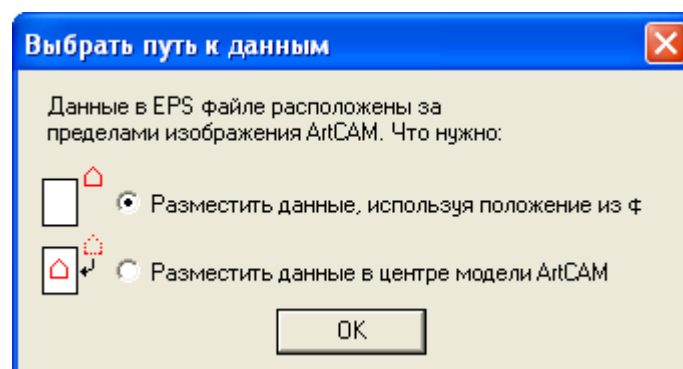 Выбрать путь к данным
Данные в EPS файле расположены за
пределами изображения ArtCAM. Что нужно:
Разместить данные, используя положение из ф
Разместить данные в центре модели ArtCAM
OK